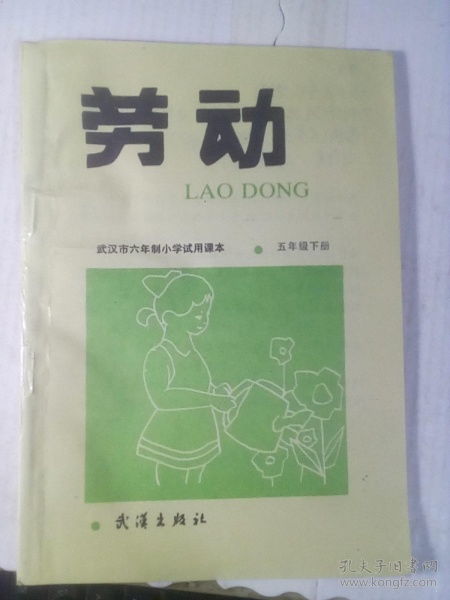 劳动
LAO DONG
武汉市六年制小学试用课本 • 五年级下册
• 武汉出版社
孔夫子旧书网
www.kongfz.com